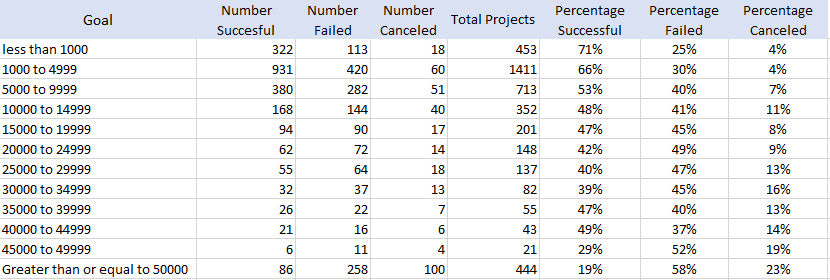 Goal Number Succesful Number Failed Number Canceled Total Projects Percentage Successful Percentage Failed Percentage Canceled
less than 1000 322 113 18 453 71% 25% 4%
1000 to 4999 931 420 60 1411 66% 30% 4%
5000 to 9999 380 282 51 713 53% 40% 7%
10000 to 14999 168 144 40 352 48% 41% 11%
15000 to 19999 94 90 17 201 47% 45% 8%
20000 to 24999 62 72 14 148 42% 49% 9%
25000 to 29999 55 64 18 137 40% 47% 13%
30000 to 34999 32 37 13 82 39% 45% 16%
35000 to 39999 26 22 7 55 47% 40% 13%
40000 to 44999 21 16 6 43 49% 37% 14%
45000 to 49999 6 11 4 21 29% 52% 19%
Greater than or equal to 50000 86 258 100 444 19% 58% 23%